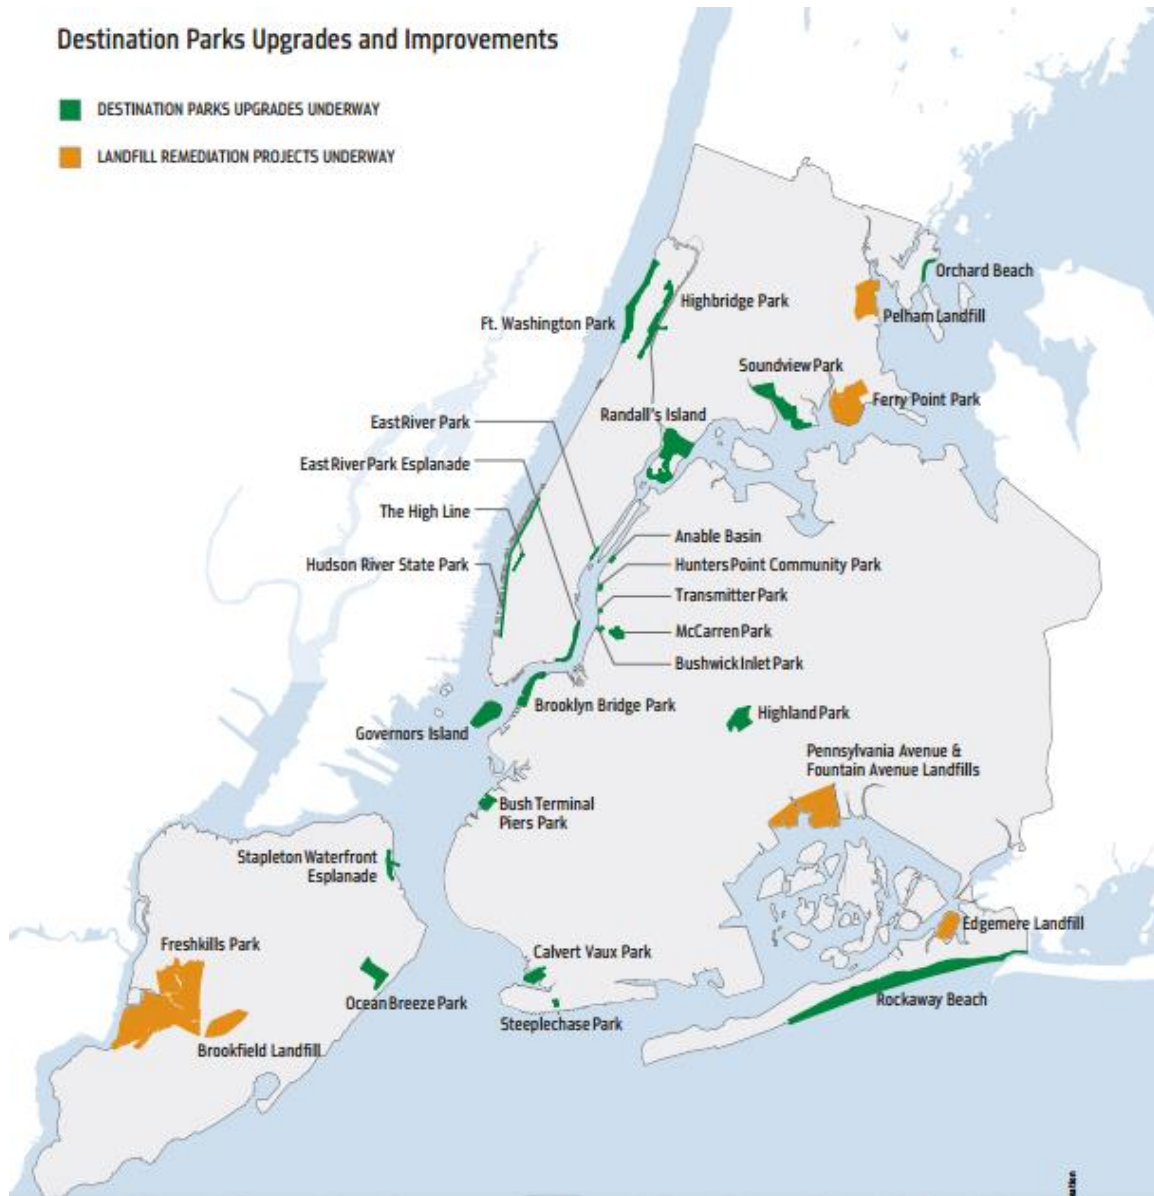 Destination Parks Upgrades and Improvements
DESTINATION PARKS UPGRADES UNDERWAY
LANDFILL REMEDIATION PROJECTS UNDERWAY
Orchard Beach
Highbridge Park
Pelham Landfill
Ft. Washington Park
Soundview Park
Ferry Point Park
Randall's Island
East River Park
East River Park Esplanade
The High Line
Anable Basin
Hudson River State Park
Hunters Point Community Park
Transmitter Park
McCarren Park
Bushwick Inlet Park
Brooklyn Bridge Park
Highland Park
Governors Island
Pennsylvania Avenue &
Fountain Avenue Landfills
Bush Terminal
Piers Park
Stapleton Waterfront
Esplanade
Edgemere Landfill
Freshkills Park
Calvert Vaux Park
Ocean Breeze Park
Rockaway Beach
Steeplechase Park
Brookfield Landfill